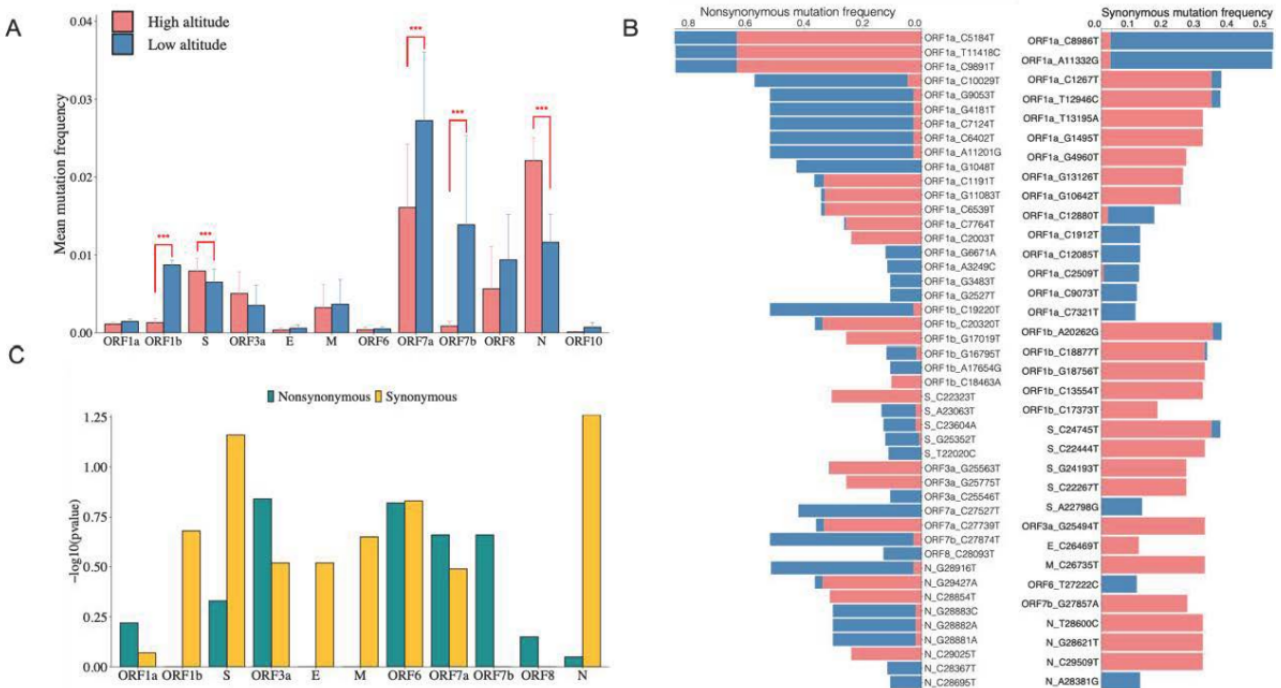 A
High altitude
Low altitude
Mean mutation frequency
0.04
0.03
0.02
0.01
0.00
***
***
***
***
***
ORF1a ORF1b S ORF3a E M ORF6 ORF7a ORF7b ORF8 N ORF10
B
Nonsynonymous mutation frequency
0.8 0.6 0.4 0.2 0.0
ORF1a_C5184T
ORF1a_T11418C
ORF1a_C9891T
ORF1a_C10029T
ORF1a_G9053T
ORF1a_G4181T
ORF1a_C7124T
ORF1a_C6402T
ORF1a_A11201G
ORF1a_G1048T
ORF1a_C1191T
ORF1a_G11083T
ORF1a_C6539T
ORF1a_C7764T
ORF1a_C2003T
ORF1a_G6671A
ORF1a_A3249C
ORF1a_G3483T
ORF1a_G2527T
ORF1b_C19220T
ORF1b_C20320T
ORF1b_G17019T
ORF1b_G16795T
ORF1b_A17654G
ORF1b_C18463A
S_C22323T
S_A23063T
S_C23604A
S_G25352T
S_T22020C
ORF3a_G25563T
ORF3a_G25775T
ORF3a_C25546T
ORF7a_C27527T
ORF7a_C27739T
ORF7b_C27874T
ORF8_C28093T
N_G28916T
N_G29427A
N_C28854T
N_G28883C
N_G28882A
N_G28881A
N_C29025T
N_C28367T
N_C28695T
Synonymous mutation frequency
0.0 0.1 0.2 0.3 0.4 0.5
ORF1a_C8986T
ORF1a_A11332G
ORF1a_C1267T
ORF1a_T12946C
ORF1a_T13195A
ORF1a_G1495T
ORF1a_G4960T
ORF1a_G13126T
ORF1a_G10642T
ORF1a_C12880T
ORF1a_C1912T
ORF1a_C12085T
ORF1a_C2509T
ORF1a_C9073T
ORF1a_C7321T
ORF1b_A20262G
ORF1b_C18877T
ORF1b_G18756T
ORF1b_C13554T
ORF1b_C17373T
S_C24745T
S_C22444T
S_G24193T
S_C22267T
S_A22798G
ORF3a_G25494T
E_C26469T
M_C26735T
ORF6_T27222C
ORF7b_G27857A
N_T28600C
N_G28621T
N_C29509T
N_A28381G
C
Nonsynonymous Synonymous
−log10(pvalue)
1.25
1.00
0.75
0.50
0.25
0.00
ORF1a ORF1b S ORF3a E M ORF6 ORF7a ORF7b ORF8 N